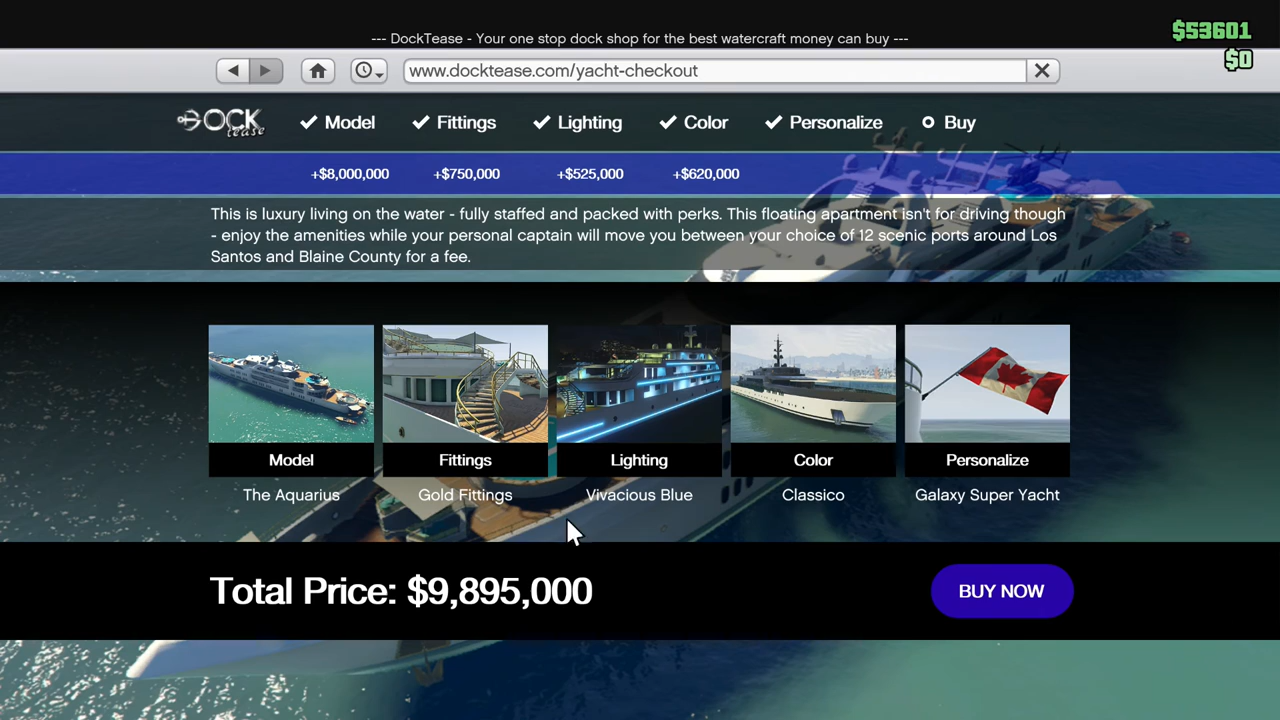 --- DockTease - Your one stop dock shop for the best watercraft money can buy ---
$53601
$0
www.docktease.com/yacht-checkout
DOCK tease
Model Fittings Lighting Color Personalize Buy
+$8,000,000 +$750,000 +$525,000 +$620,000
This is luxury living on the water - fully staffed and packed with perks. This floating apartment isn't for driving though
- enjoy the amenities while your personal captain will move you between your choice of 12 scenic ports around Los
Santos and Blaine County for a fee.
Model Fittings Lighting Color Personalize
The Aquarius Gold Fittings Vivacious Blue Classico Galaxy Super Yacht
Total Price: $9,895,000
BUY NOW